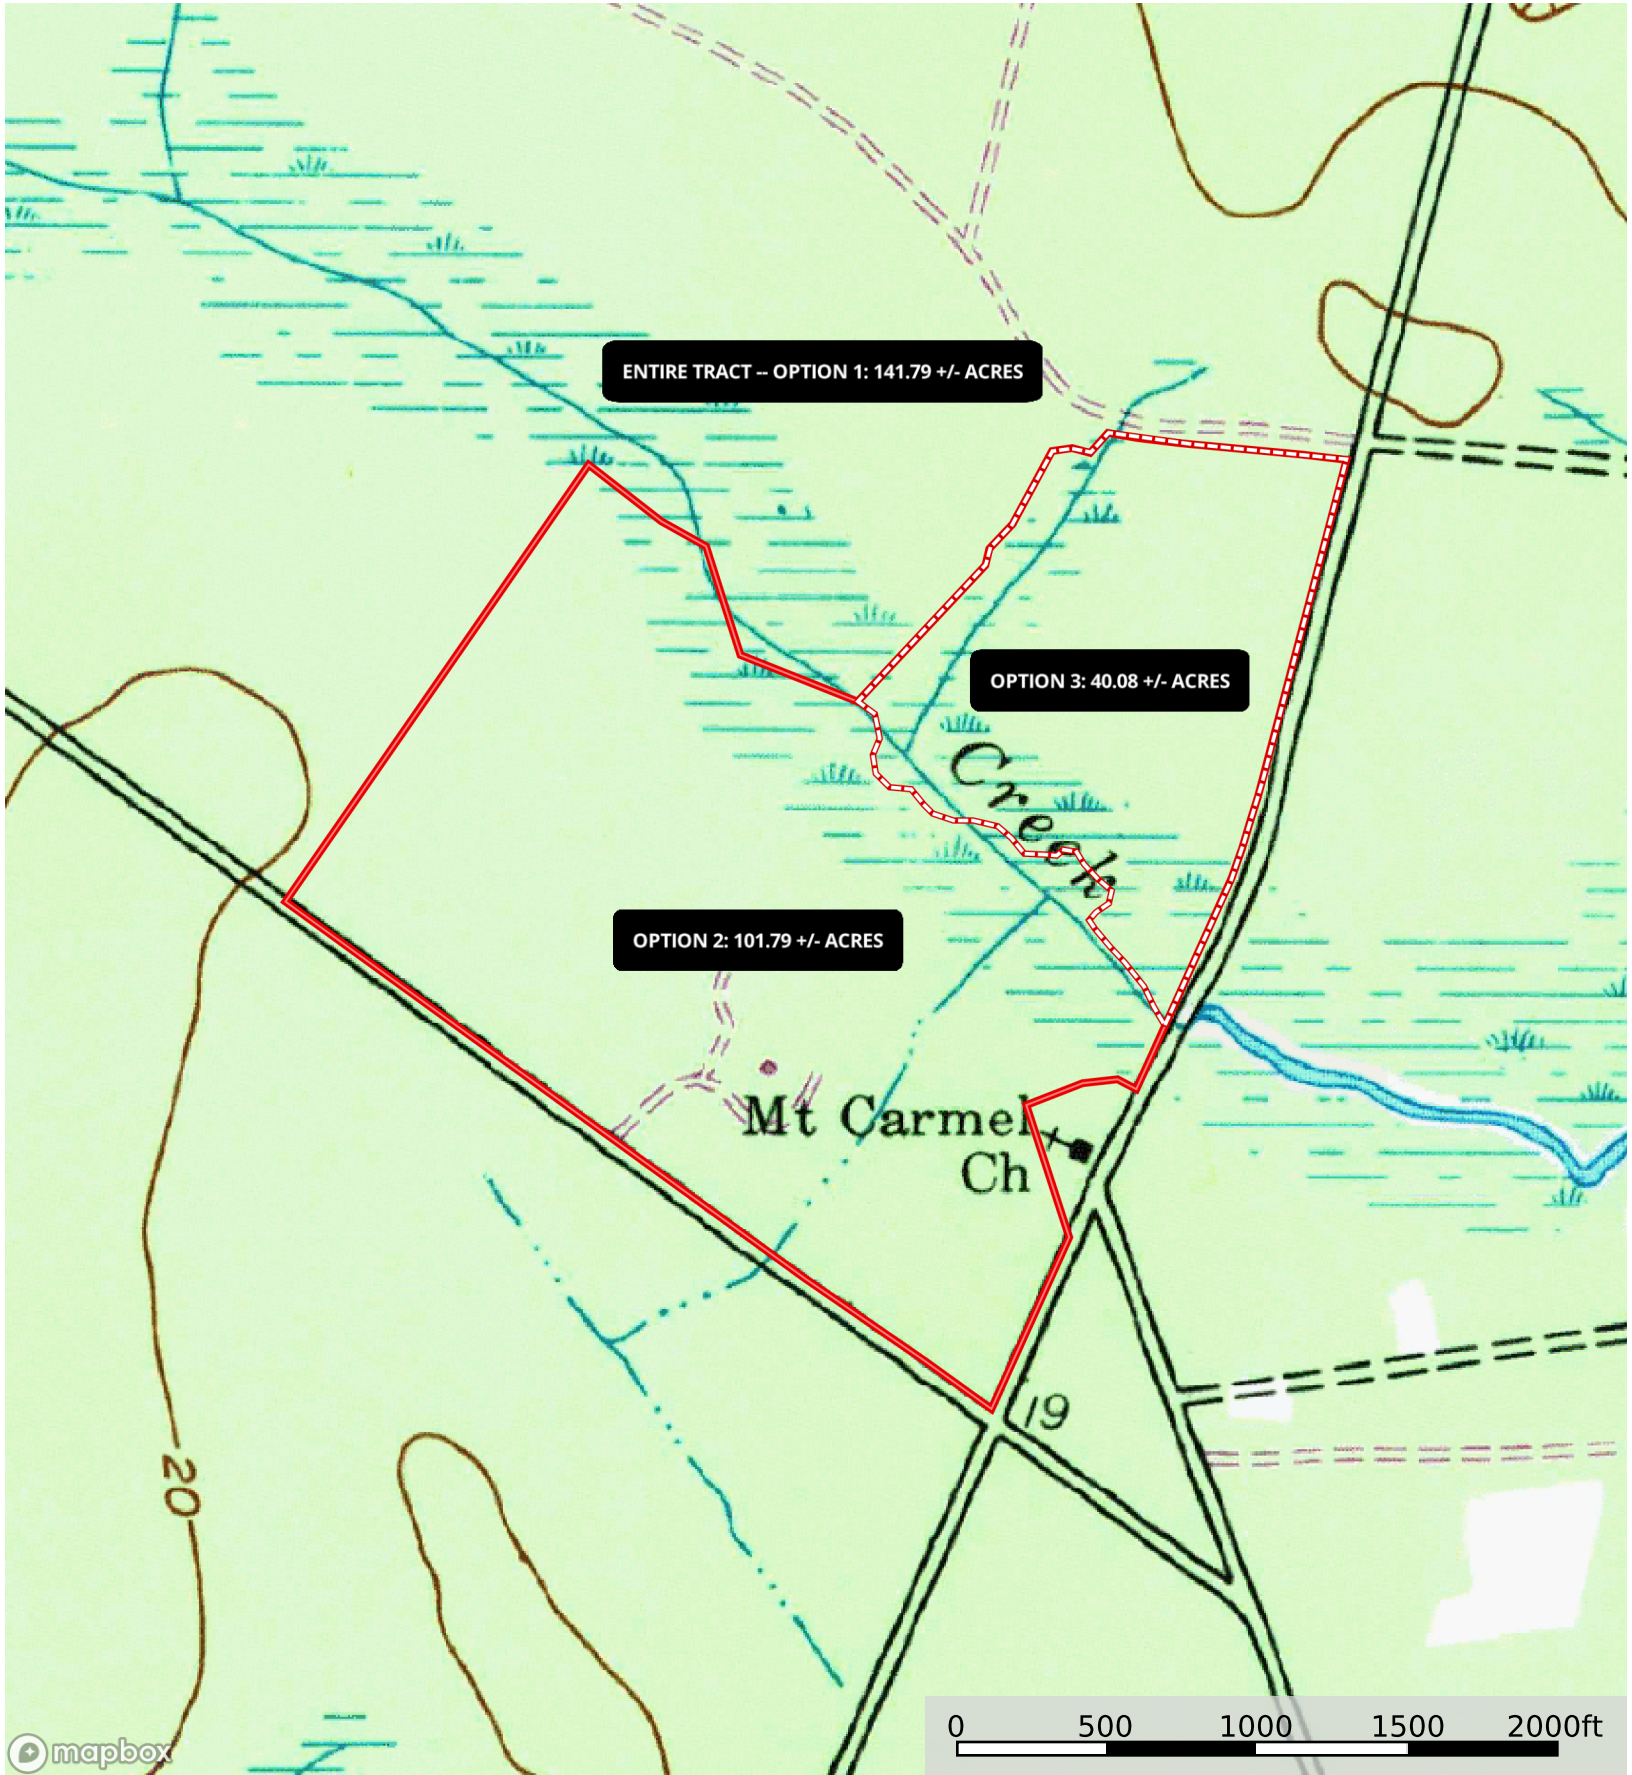 ENTIRE TRACT -- OPTION 1: 141.79 +/- ACRES
OPTION 3: 40.08 +/- ACRES
Creek
OPTION 2: 101.79 +/- ACRES
Mt Carmel
Ch
19
20
0 500 1000 1500 2000ft
mapbox